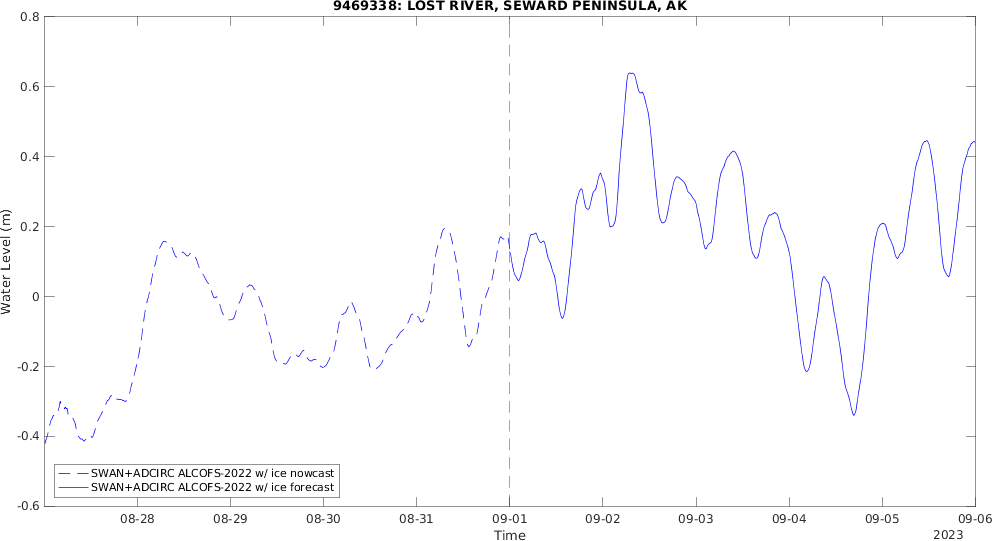 9469338: LOST RIVER, SEWARD PENINSULA, AK
0.8
0.6
0.4
0.2
0
-0.2
-0.4
-0.6
Water Level (m)
SWAN+ADCIRC ALCOFS-2022 w/ ice nowcast
SWAN+ADCIRC ALCOFS-2022 w/ ice forecast
08-28 08-29 08-30 08-31 09-01 09-02 09-03 09-04 09-05 09-06
Time
2023